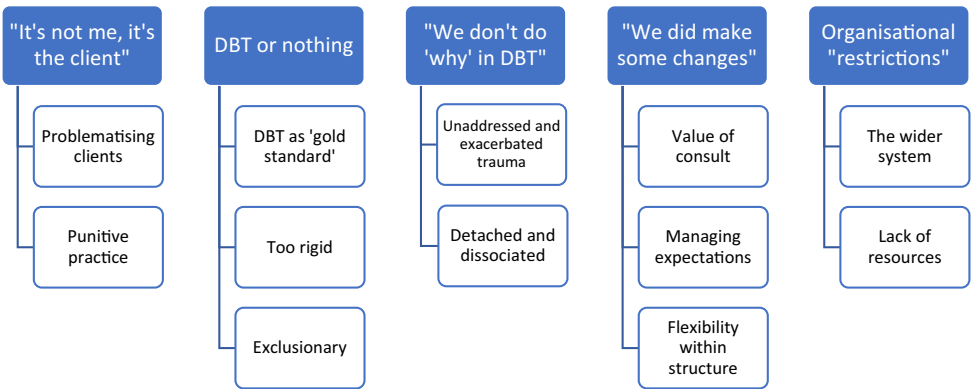 "It's not me, it's
the client"
Problematising
clients
Punitive
practice
DBT or nothing
DBT as 'gold
standard'
Too rigid
Exclusionary
"We don't do
'why' in DBT"
Unaddressed and
exacerbated
trauma
Detached and
dissociated
"We did make
some changes"
Value of
consult
Managing
expectations
Flexibility
within
structure
Organisational
"restrictions"
The wider
system
Lack of
resources